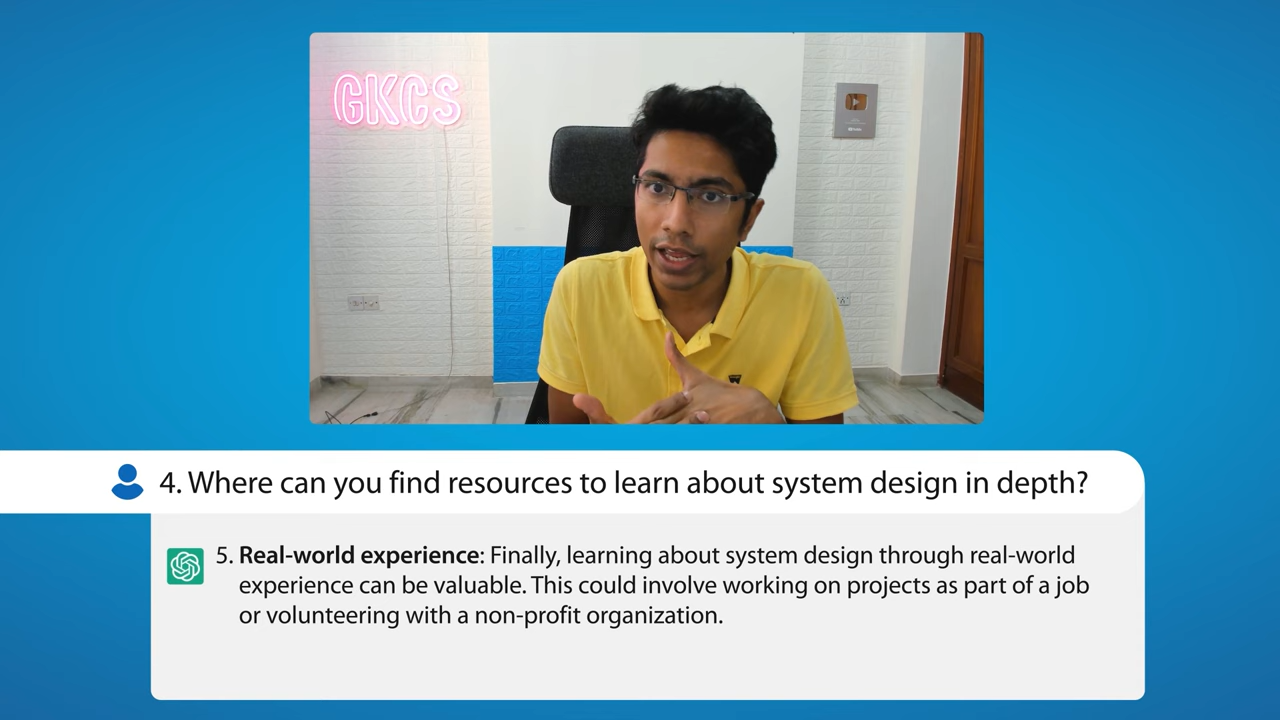 GKCS
4. Where can you find resources to learn about system design in depth?
5. Real-world experience: Finally, learning about system design through real-world
experience can be valuable. This could involve working on projects as part of a job
or volunteering with a non-profit organization.